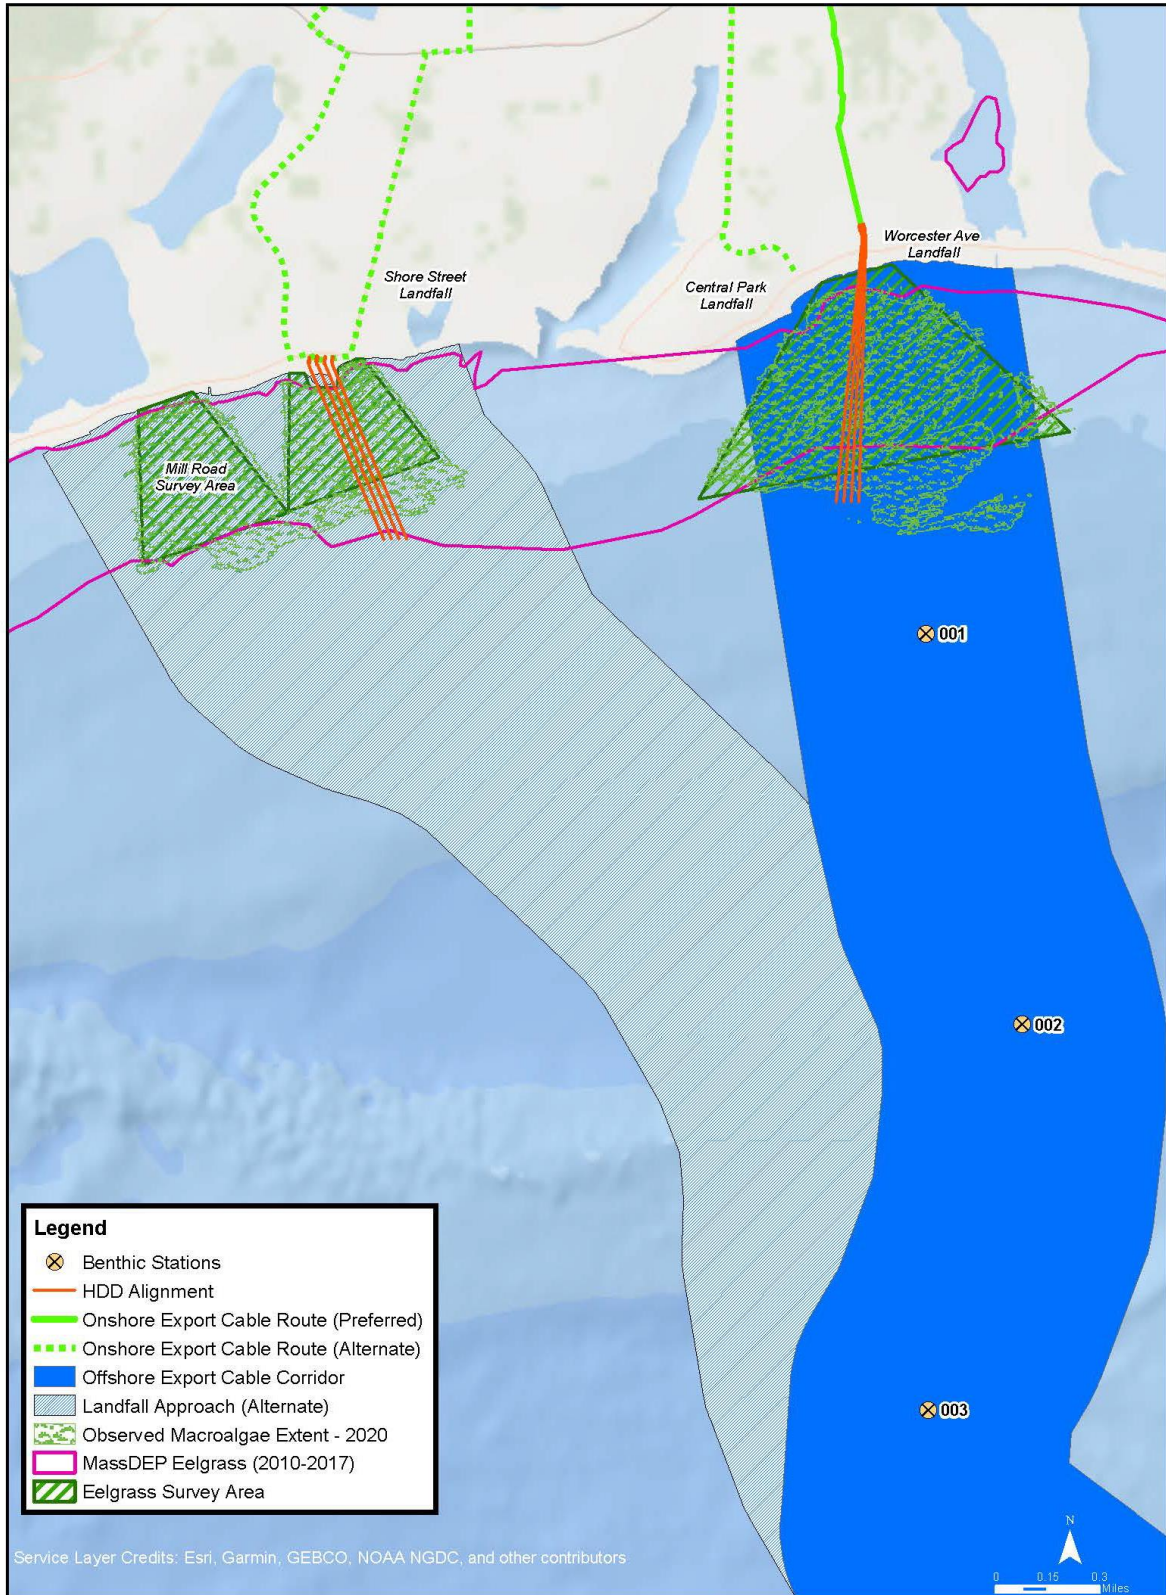 Worcester Ave
Landfall
Shore Street
Landfall
Central Park
Landfall
Mill Road
Survey Area
001
002
003
Legend
Benthic Stations
HDD Alignment
Onshore Export Cable Route (Preferred)
Onshore Export Cable Route (Alternate)
Offshore Export Cable Corridor
Landfall Approach (Alternate)
Observed Macroalgae Extent - 2020
MassDEP Eelgrass (2010-2017)
Eelgrass Survey Area
Service Layer Credits: Esri, Garmin, GEBCO, NOAA NGDC, and other contributors
N
0 0.15 0.3
Miles